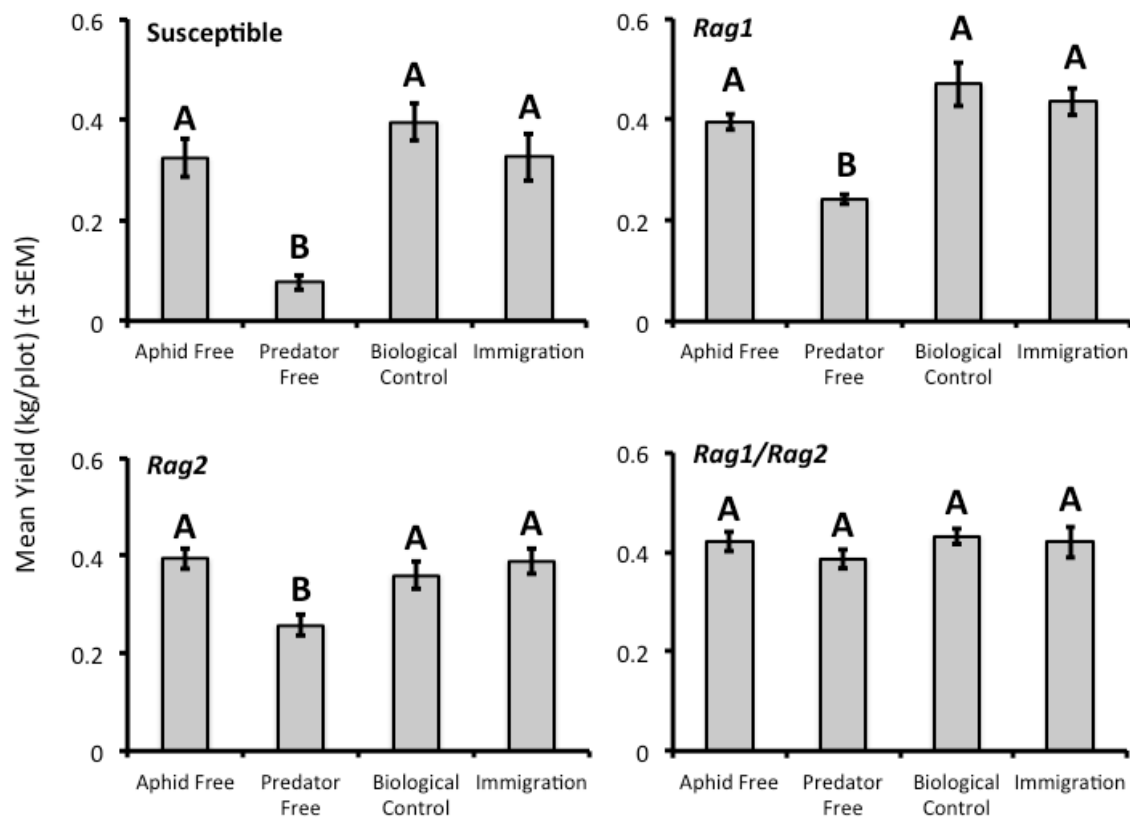 Mean Yield (kg/plot) (± SEM)
Susceptible
0.6
0.4
0.2
0
A
B
A
A
Aphid Free
Predator
Free
Biological
Control
Immigration
Rag1
0.6
0.4
0.2
0
A
B
A
A
Aphid Free
Predator
Free
Biological
Control
Immigration
Rag2
0.6
0.4
0.2
0
A
B
A
A
Aphid Free
Predator
Free
Biological
Control
Immigration
Rag1/Rag2
0.6
0.4
0.2
0
A
A
A
A
Aphid Free
Predator
Free
Biological
Control
Immigration